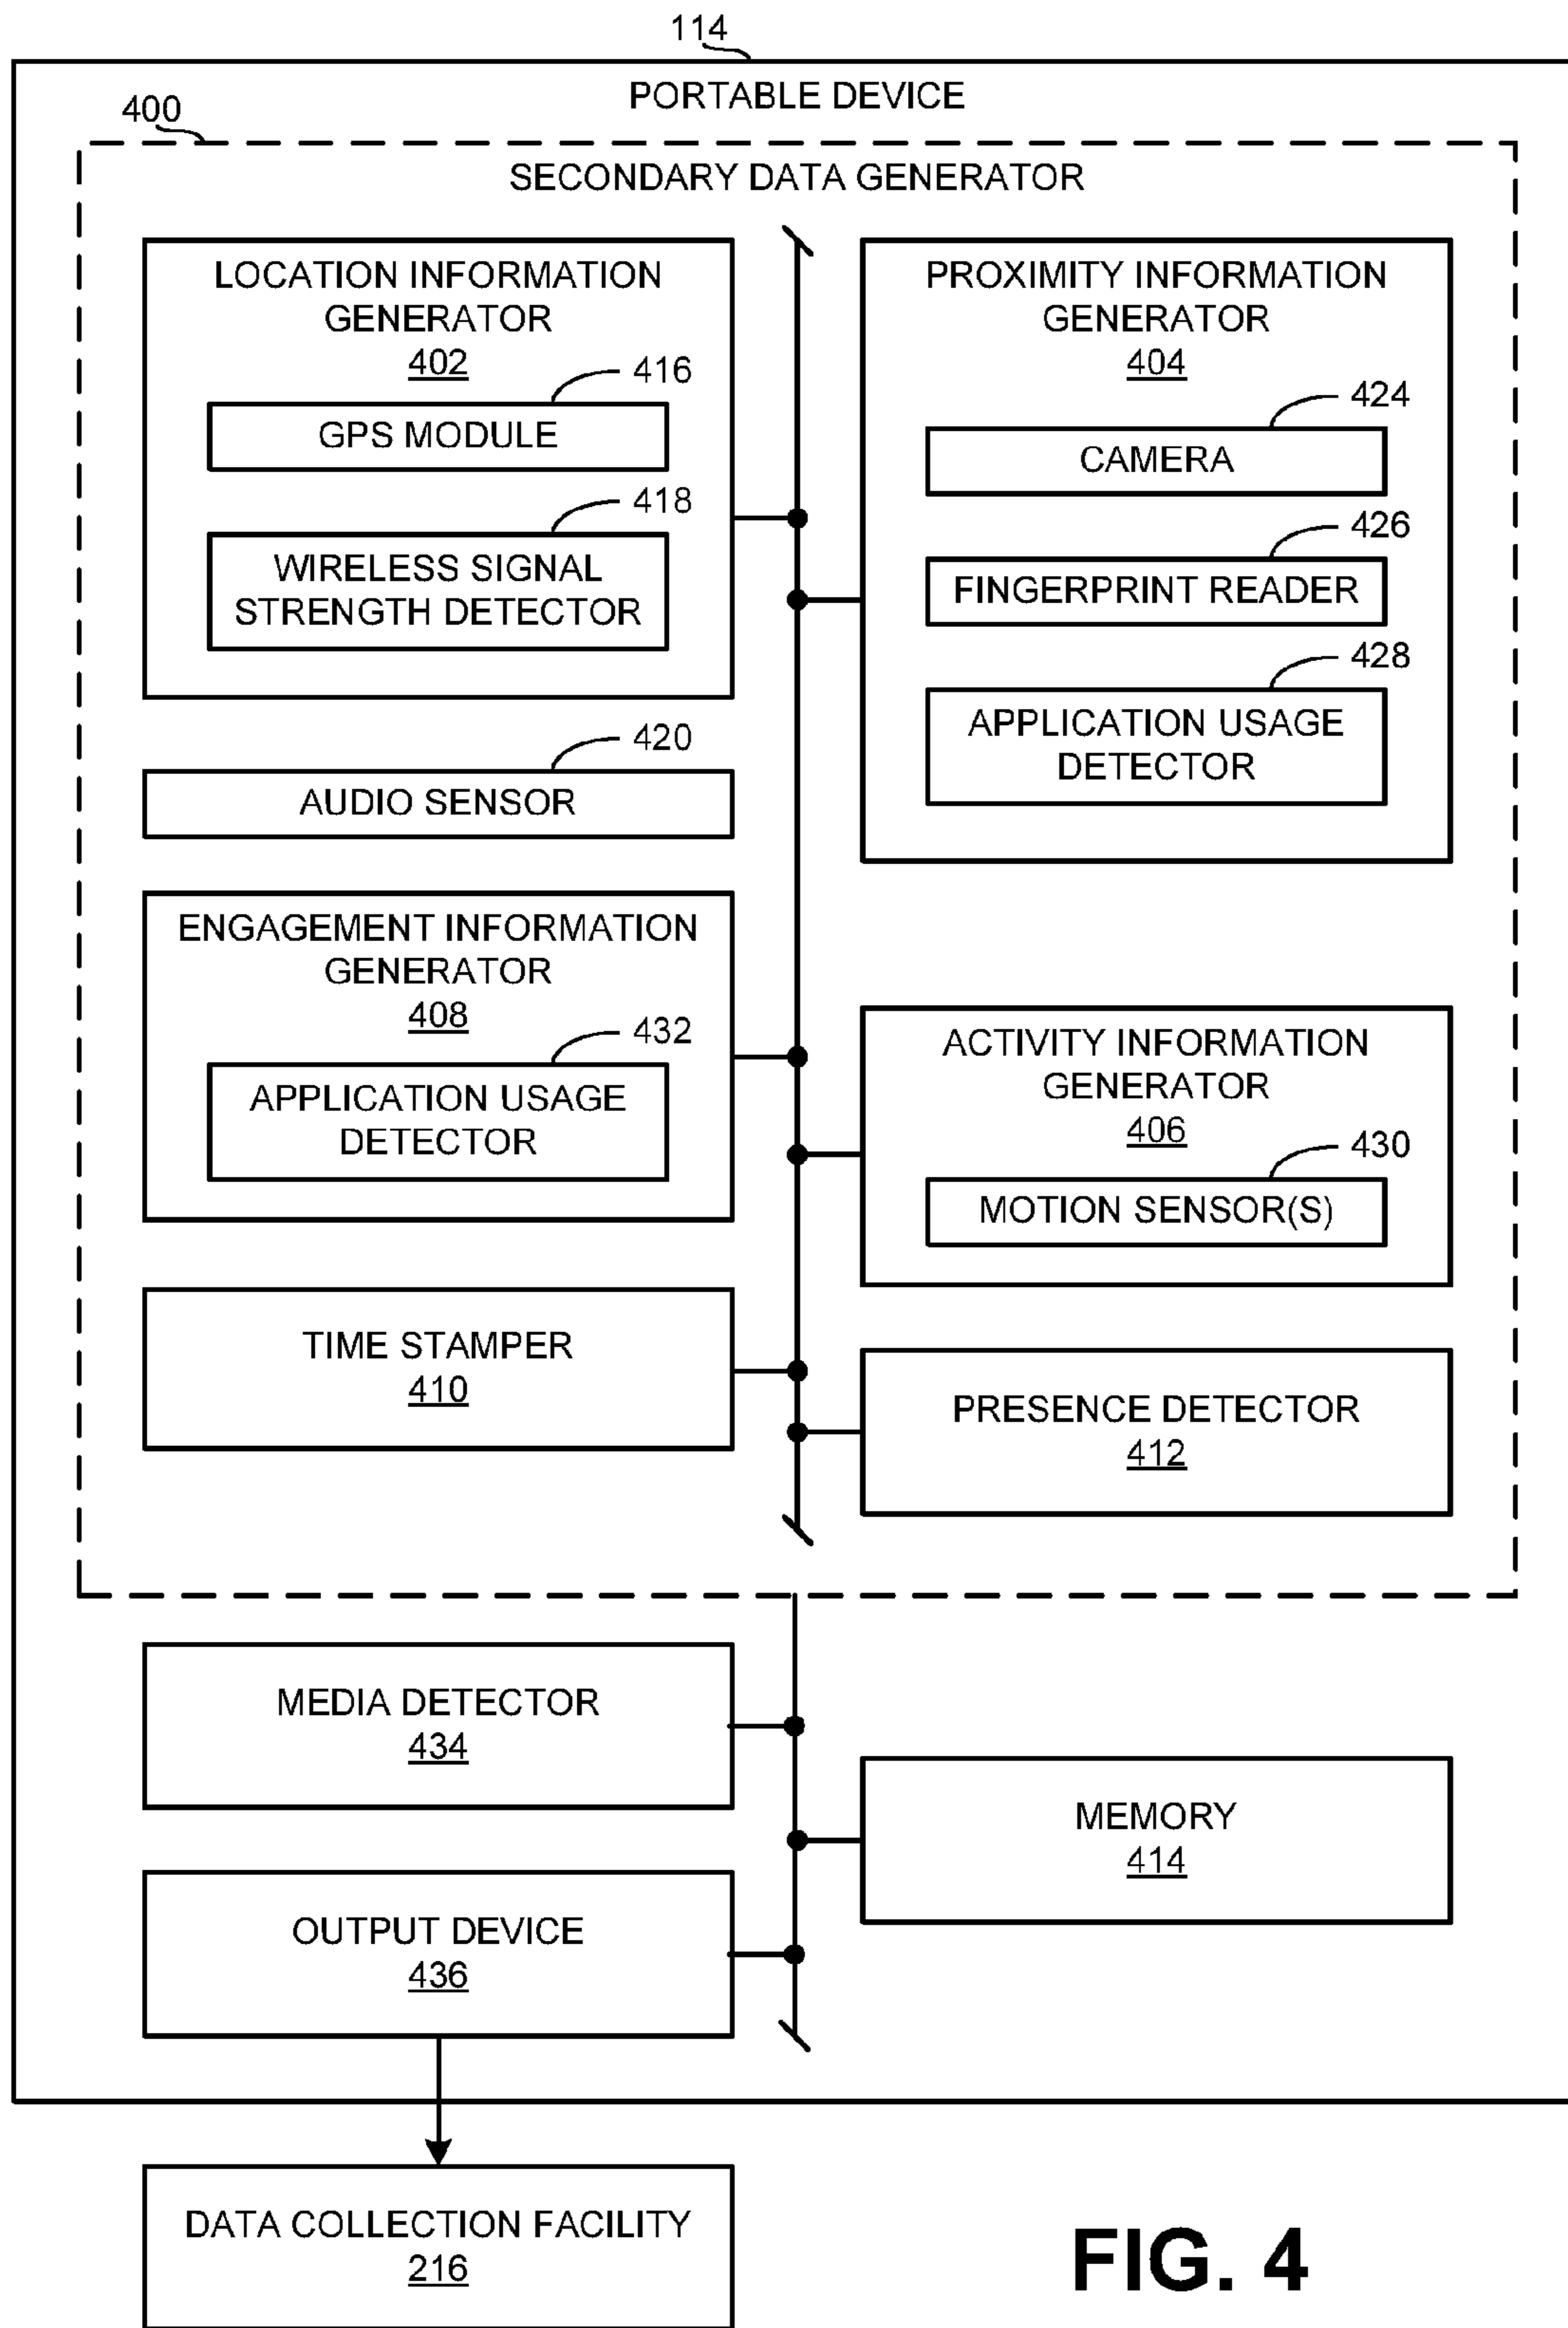 114
PORTABLE DEVICE
400
SECONDARY DATA GENERATOR
LOCATION INFORMATION
GENERATOR
402
416
GPS MODULE
418
WIRELESS SIGNAL
STRENGTH DETECTOR
PROXIMITY INFORMATION
GENERATOR
404
424
CAMERA
426
FINGERPRINT READER
428
APPLICATION USAGE
DETECTOR
420
AUDIO SENSOR
ENGAGEMENT INFORMATION
GENERATOR
408
432
APPLICATION USAGE
DETECTOR
ACTIVITY INFORMATION
GENERATOR
406
430
MOTION SENSOR(S)
TIME STAMPER
410
PRESENCE DETECTOR
412
MEDIA DETECTOR
434
MEMORY
414
OUTPUT DEVICE
436
DATA COLLECTION FACILITY
216
FIG. 4